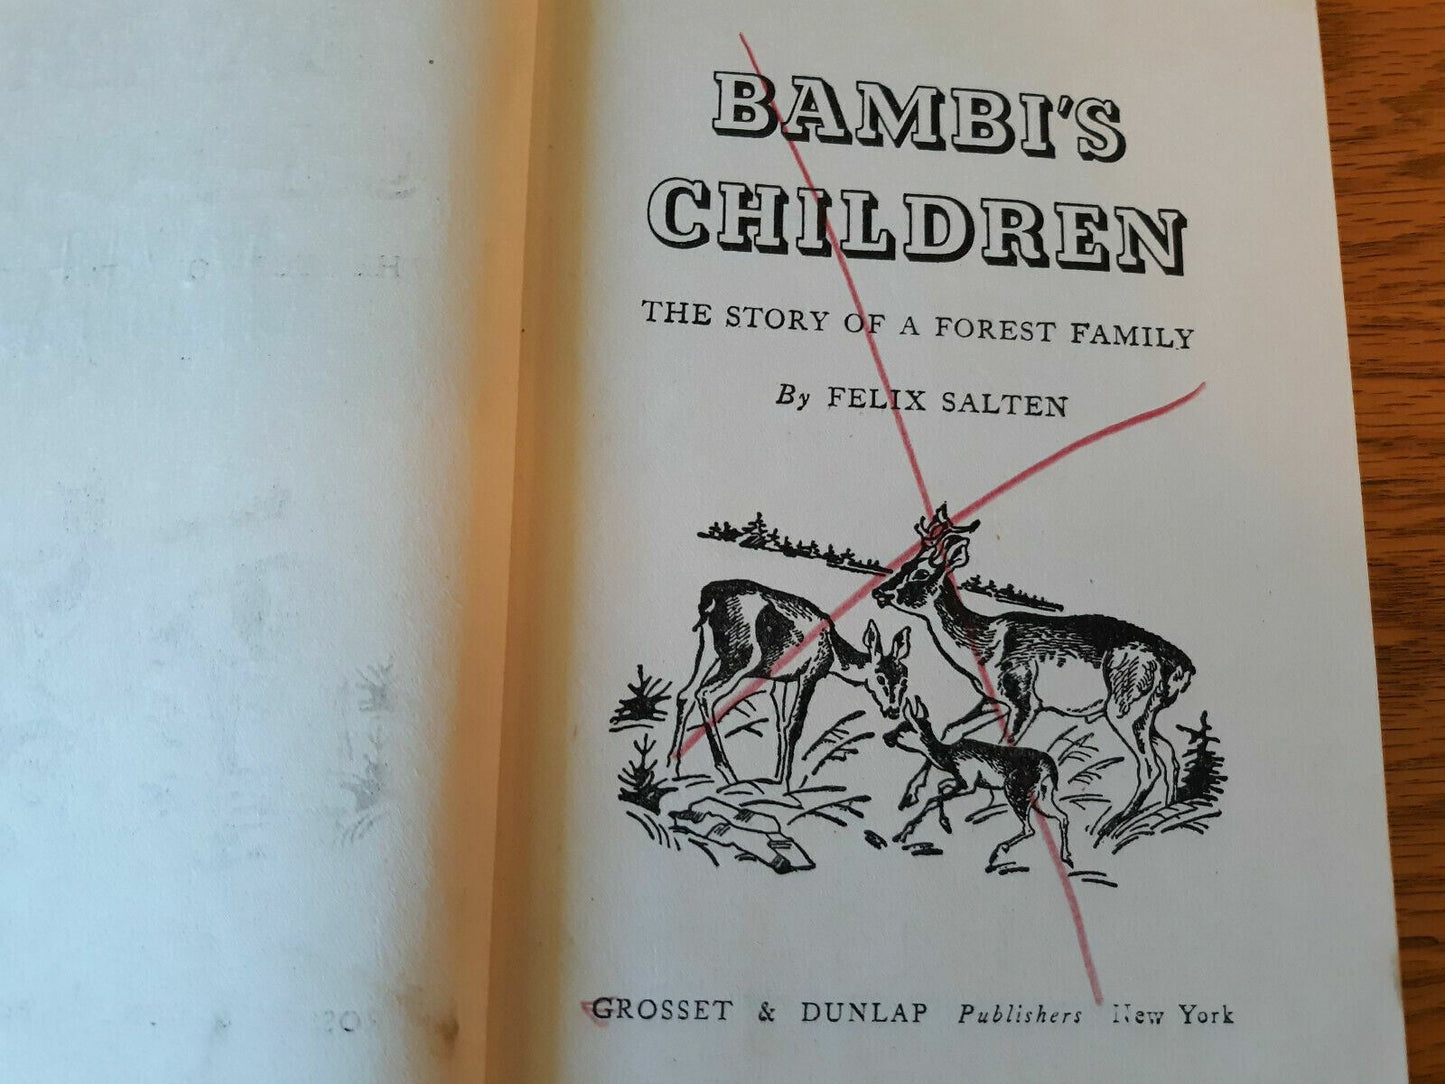 BAMBI'S
CHILDREN
THE STORY OF A FOREST FAMILY
By FELIX SALTEN
GROSSET & DUNLAP Publishers New York